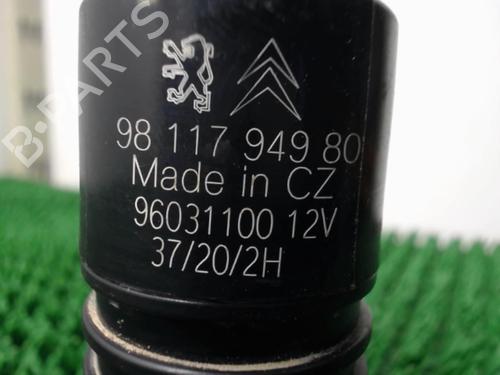 B-PARTS
98 117 949 80
Made in CZ
96031100 12V
37/20/2H